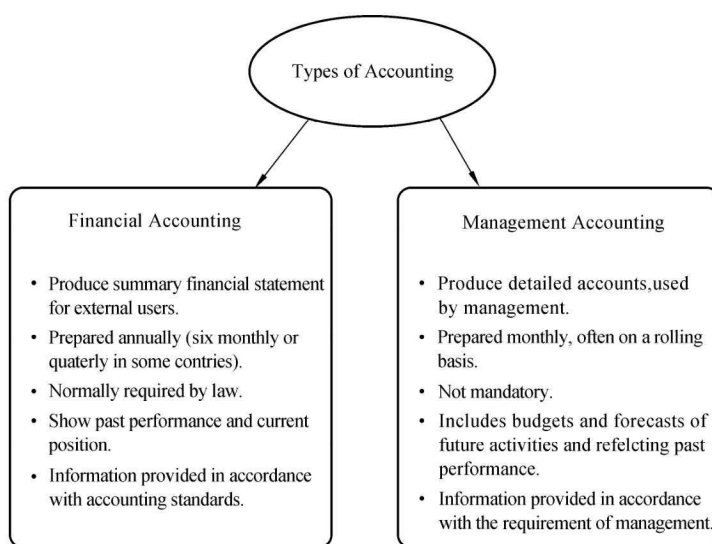 Types of Accounting
Financial Accounting
• Produce summary financial statement
for external users.
• Prepared annually (six monthly or
quaterly in some contries).
• Normally required by law.
• Show past performance and current
position.
• Information provided in accordance
with accounting standards.
Management Accounting
• Produce detailed accounts,used
by management.
• Prepared monthly, often on a rolling
basis.
• Not mandatory.
• Includes budgets and forecasts of
future activities and refelcting past
performance.
• Information provided in accordance
with the requirement of management.